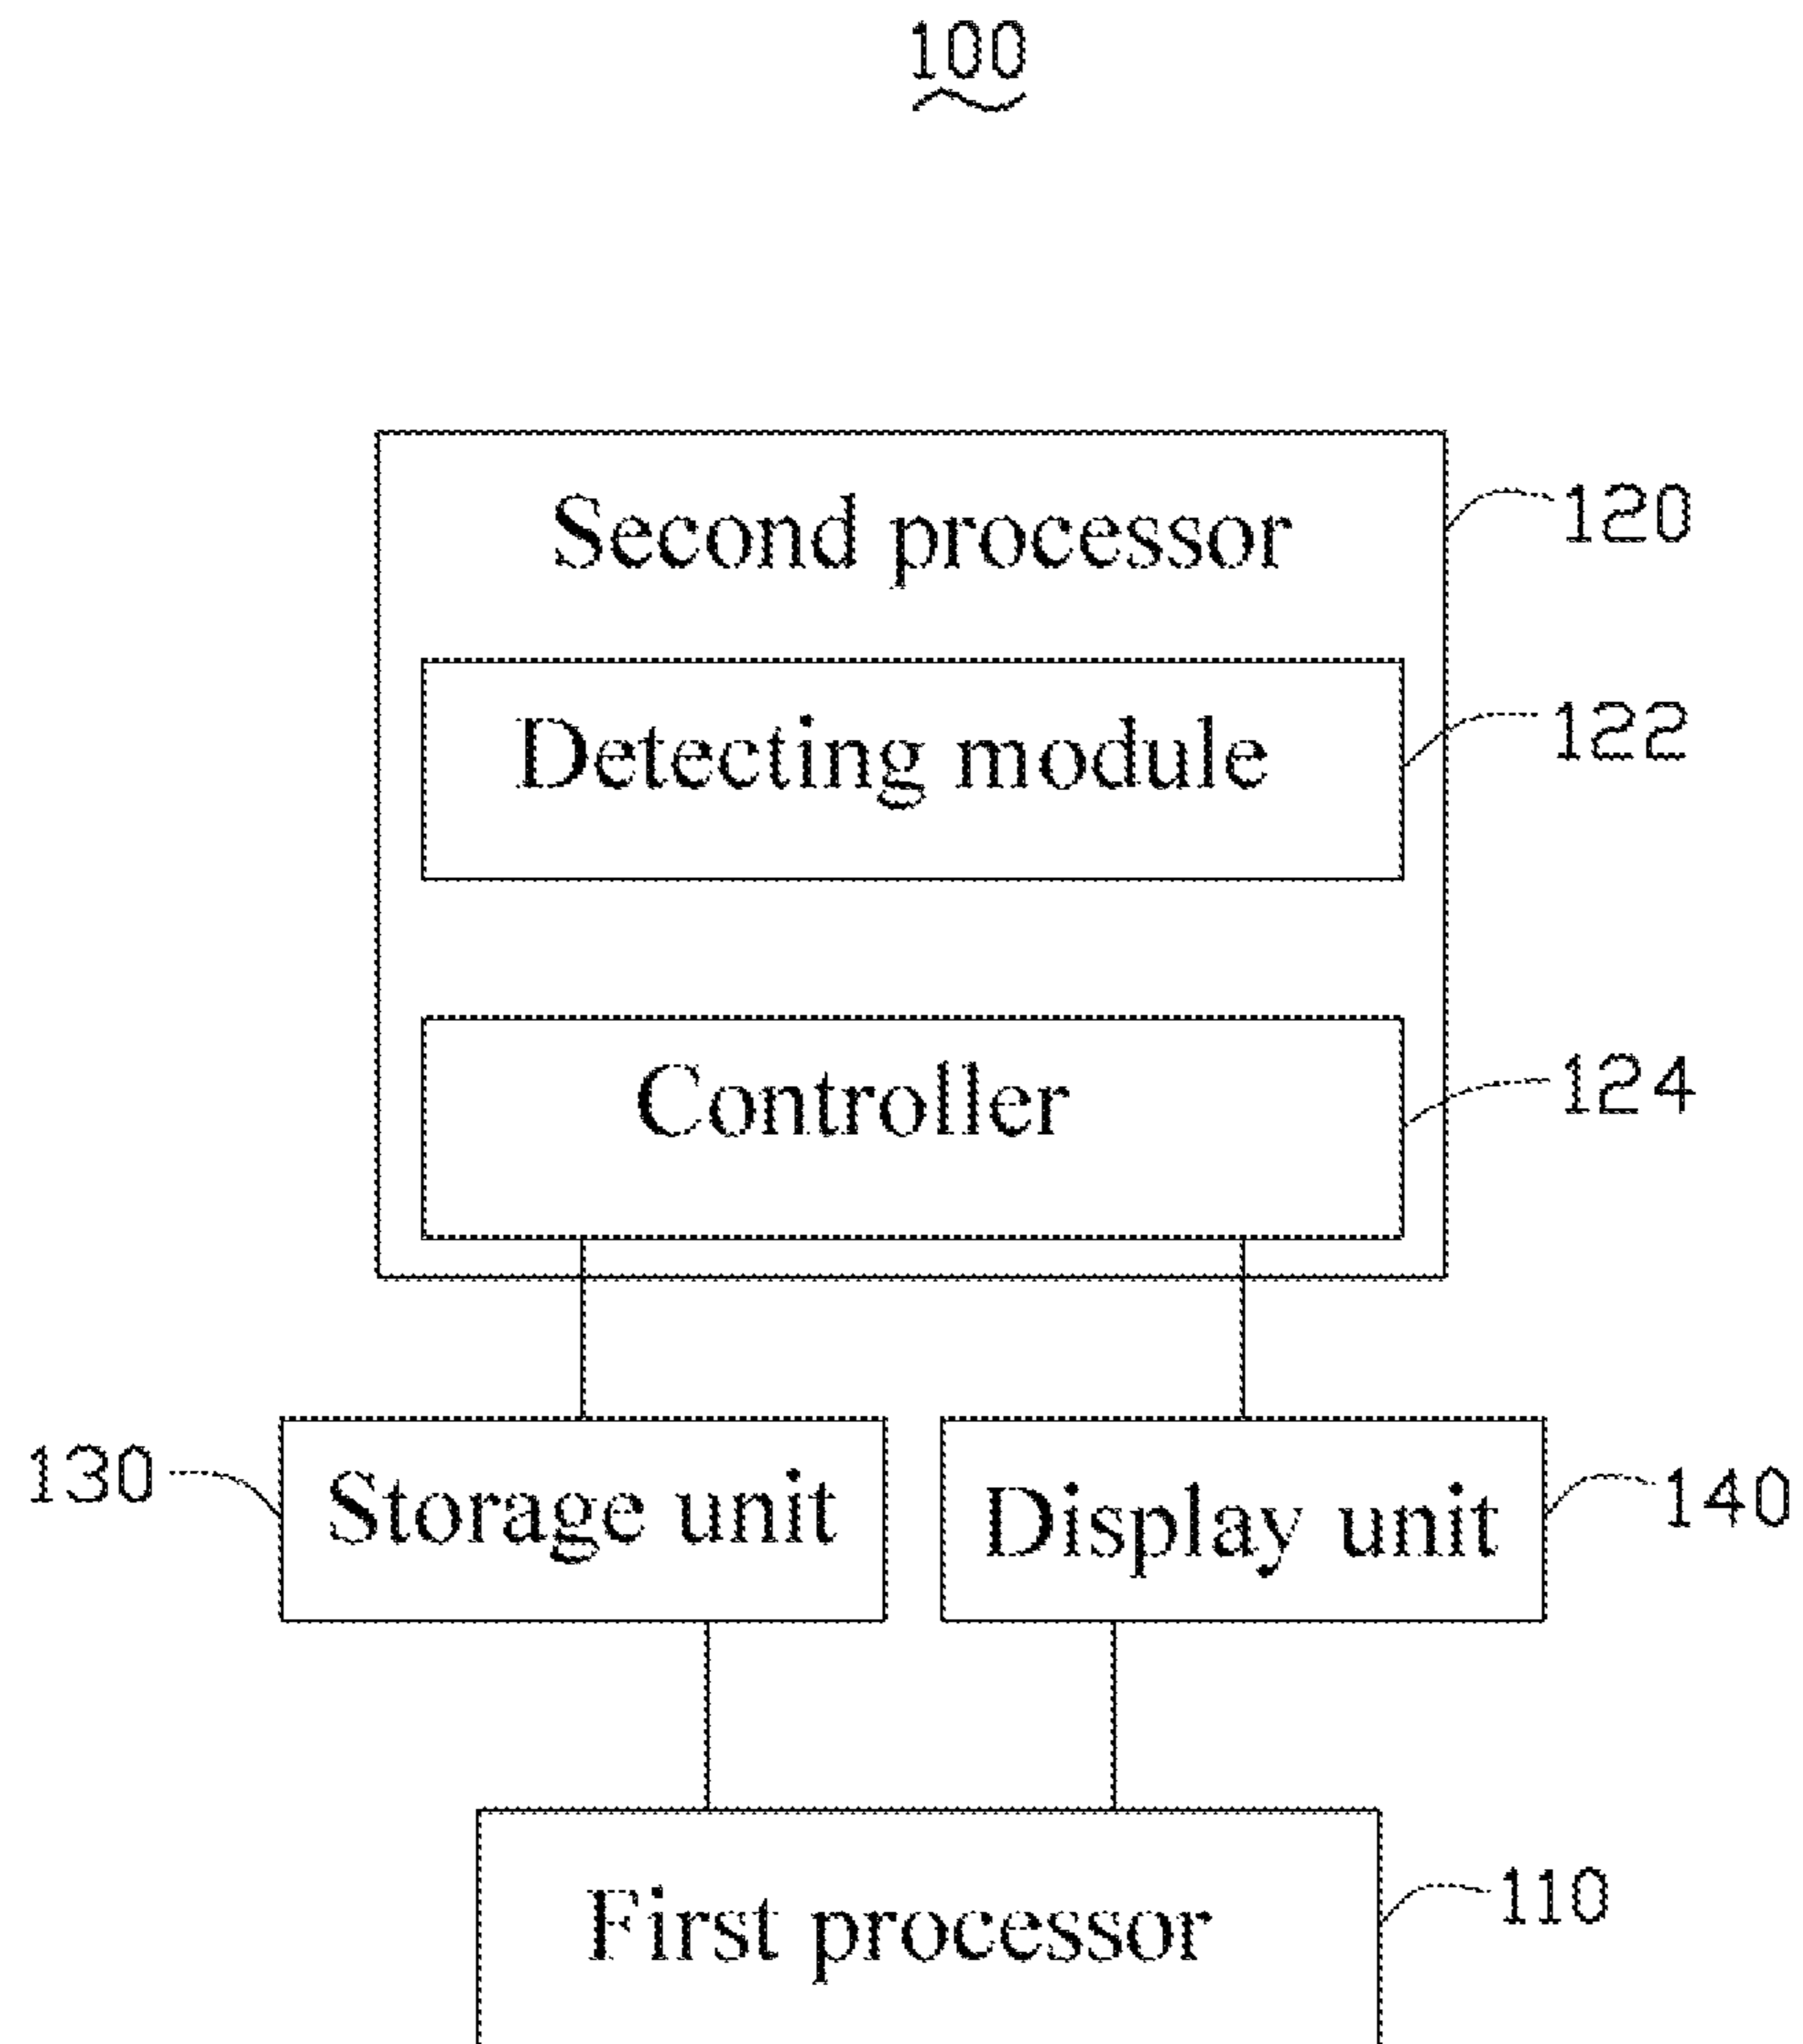 100
Second processor
120
Detecting module
122
Controller
124
130
Storage unit
Display unit
140
First processor
110